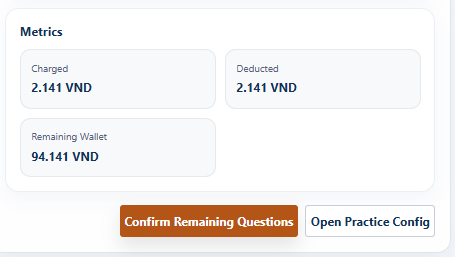 Metrics
Charged
2.141 VND
Deducted
2.141 VND
Remaining Wallet
94.141 VND
Confirm Remaining Questions
Open Practice Config